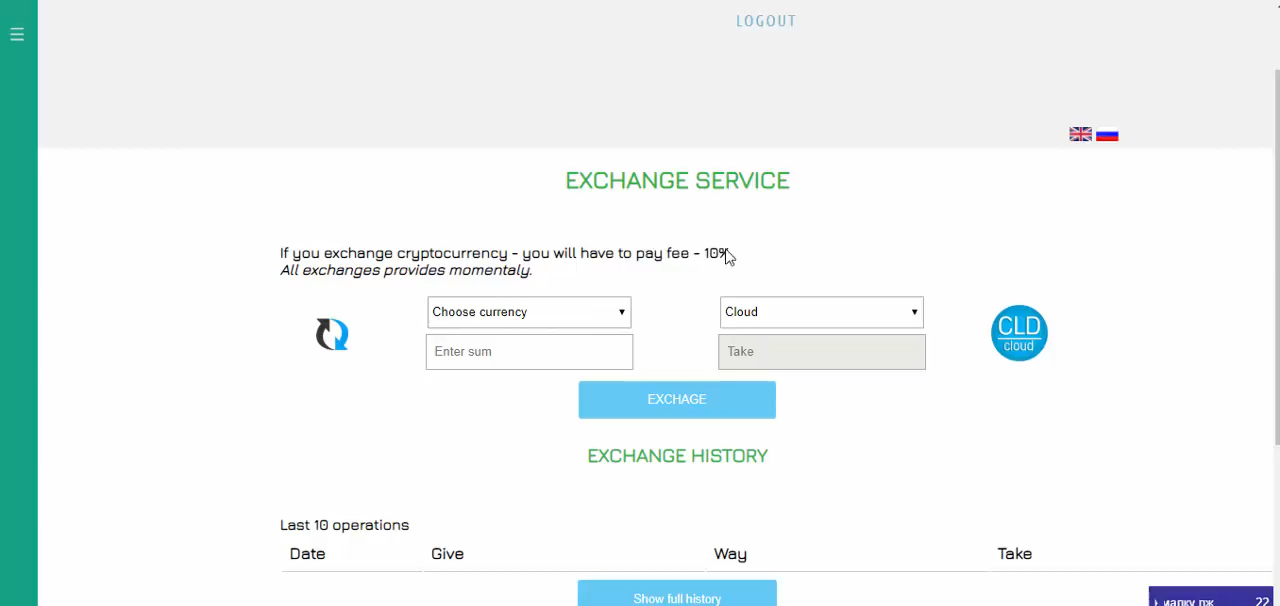 LOGOUT
EXCHANGE SERVICE
If you exchange cryptocurrency - you will have to pay fee - 10%
All exchanges provides momentaly.
Choose currency
Cloud
CLD
cloud
Enter sum
Take
EXCHAGE
EXCHANGE HISTORY
Last 10 operations
Date Give Way Take
Show full history
22